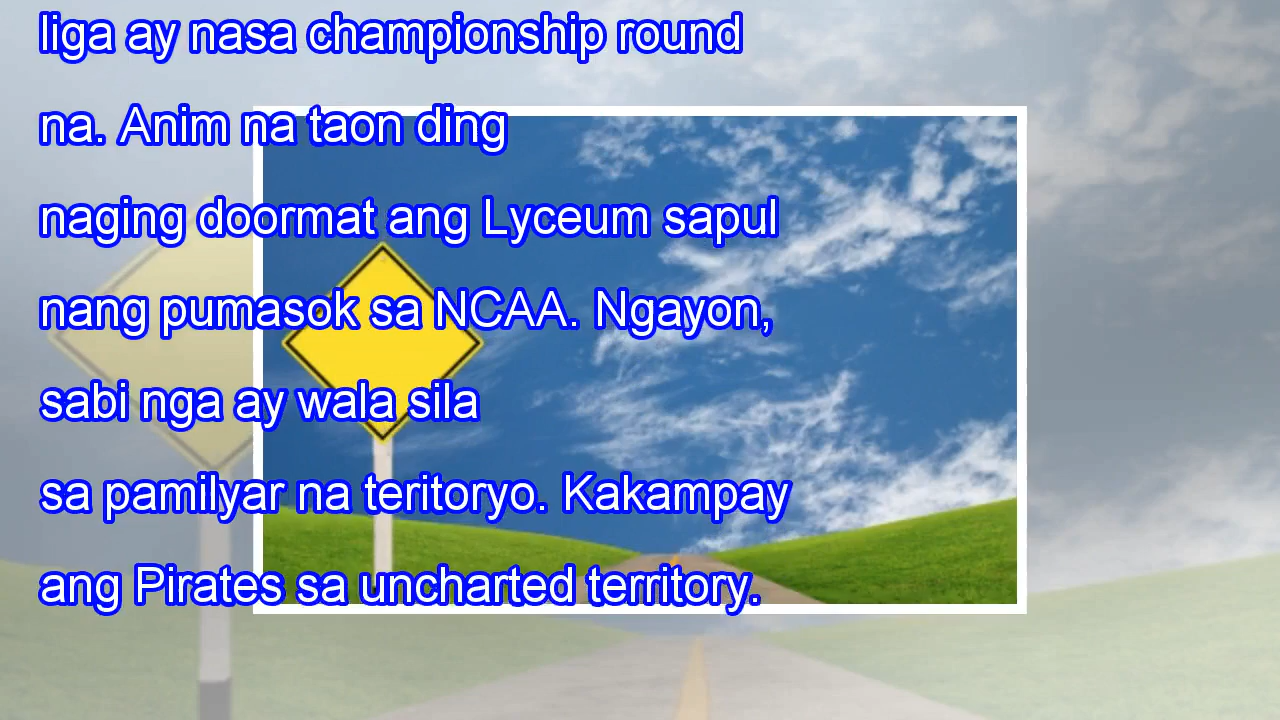 liga ay nasa championship round
na. Anim na taon ding
naging doormat ang Lyceum sapul
nang pumasok sa NCAA. Ngayon,
sabi nga ay wala sila
sa pamilyar na teritoryo. Kakampay
ang Pirates sa uncharted territory.